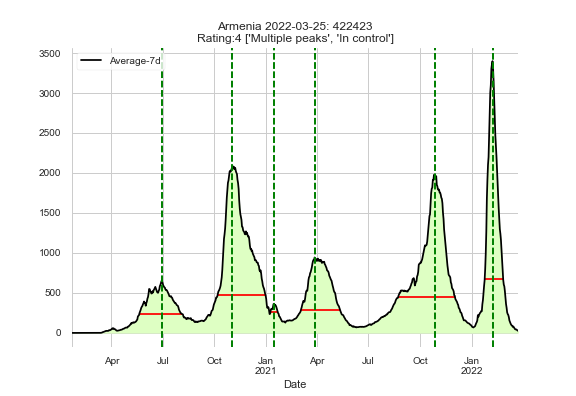 Armenia 2022-03-25: 422423
Rating:4 ['Multiple peaks', 'In control']
Average-7d
3500
3000
2500
2000
1500
1000
500
0
Apr Jul Oct Jan Apr Jul Oct Jan
2021 2022
Date